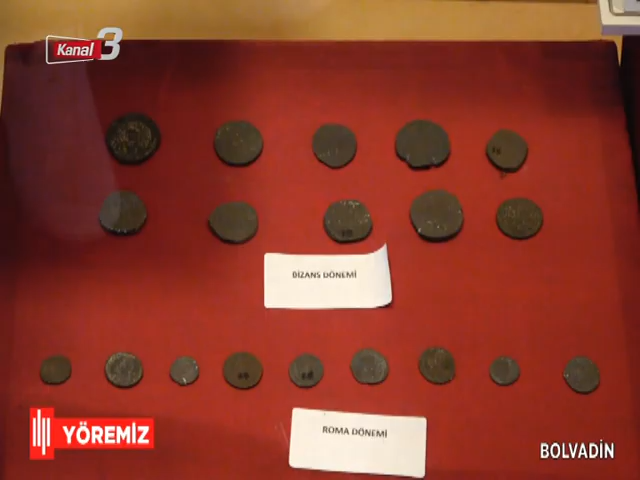 Kanal 3
BİZANS DÖNEMİ
ROMA DÖNEMİ
YÖREMİZ
BOLVADİN